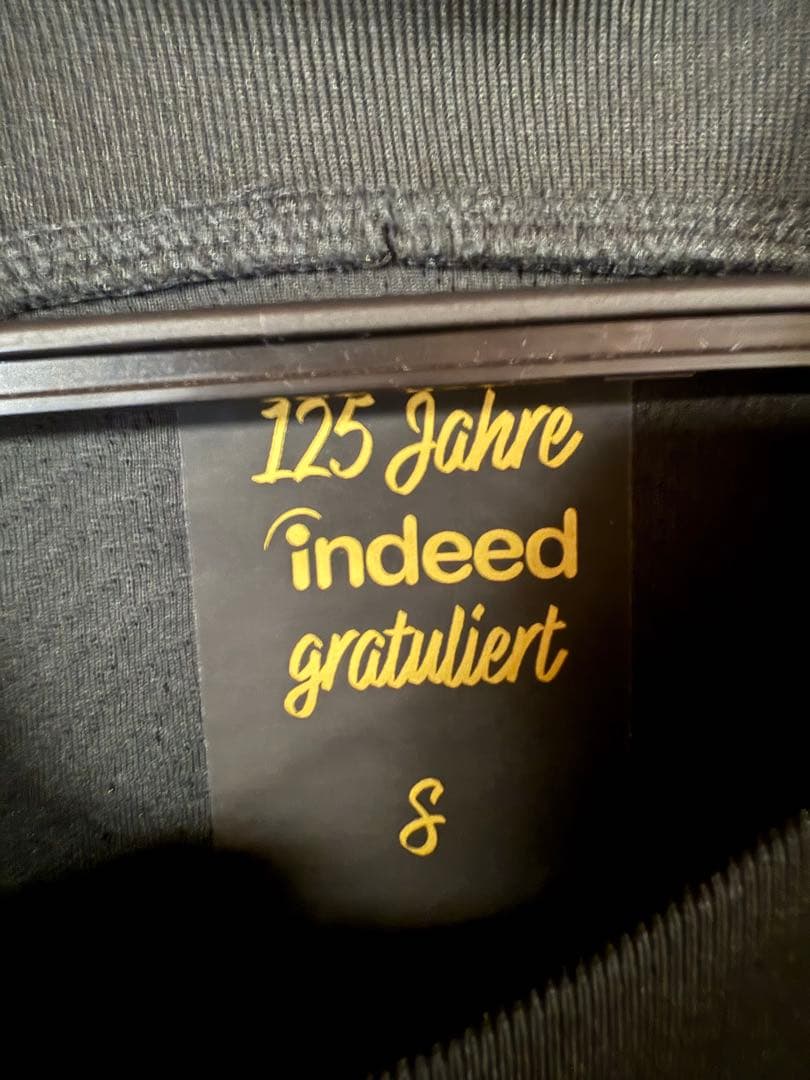 125 Jahre
indeed
gratuliert
S